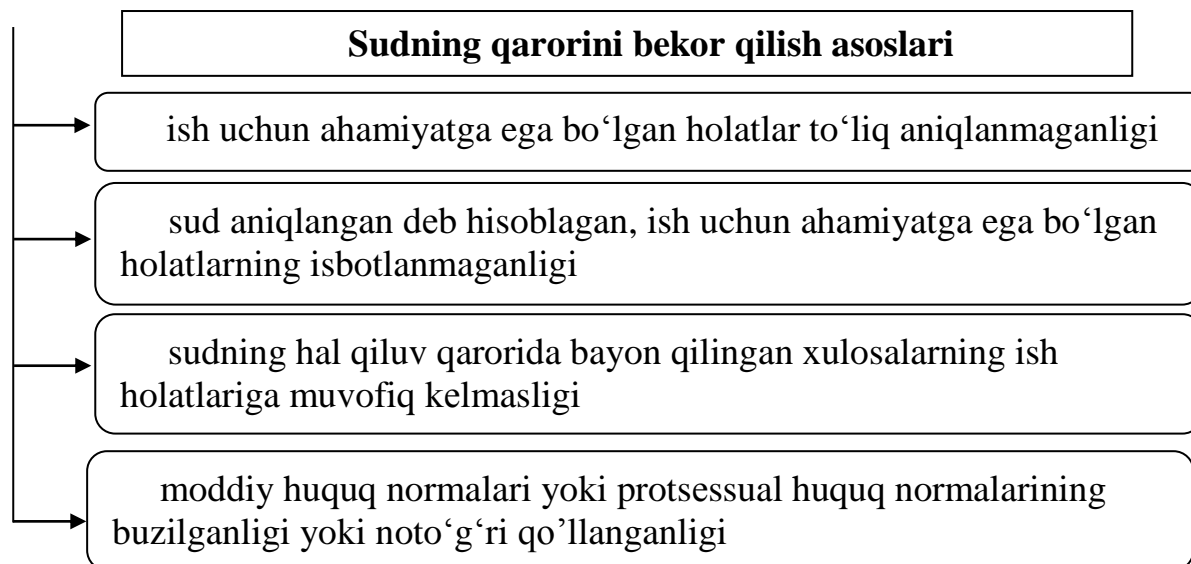 Sudning qarorini bekor qilish asoslari
ish uchun ahamiyatga ega bo‘lgan holatlar to‘liq aniqlanmaganligi
sud aniqlangan deb hisoblagan, ish uchun ahamiyatga ega bo‘lgan
holatlarning isbotlanmaganligi
sudning hal qiluv qarorida bayon qilingan xulosalarning ish
holatlariga muvofiq kelmasligi
moddiy huquq normalari yoki protsessual huquq normalarining
buzilganligi yoki noto‘g‘ri qo’llanganligi